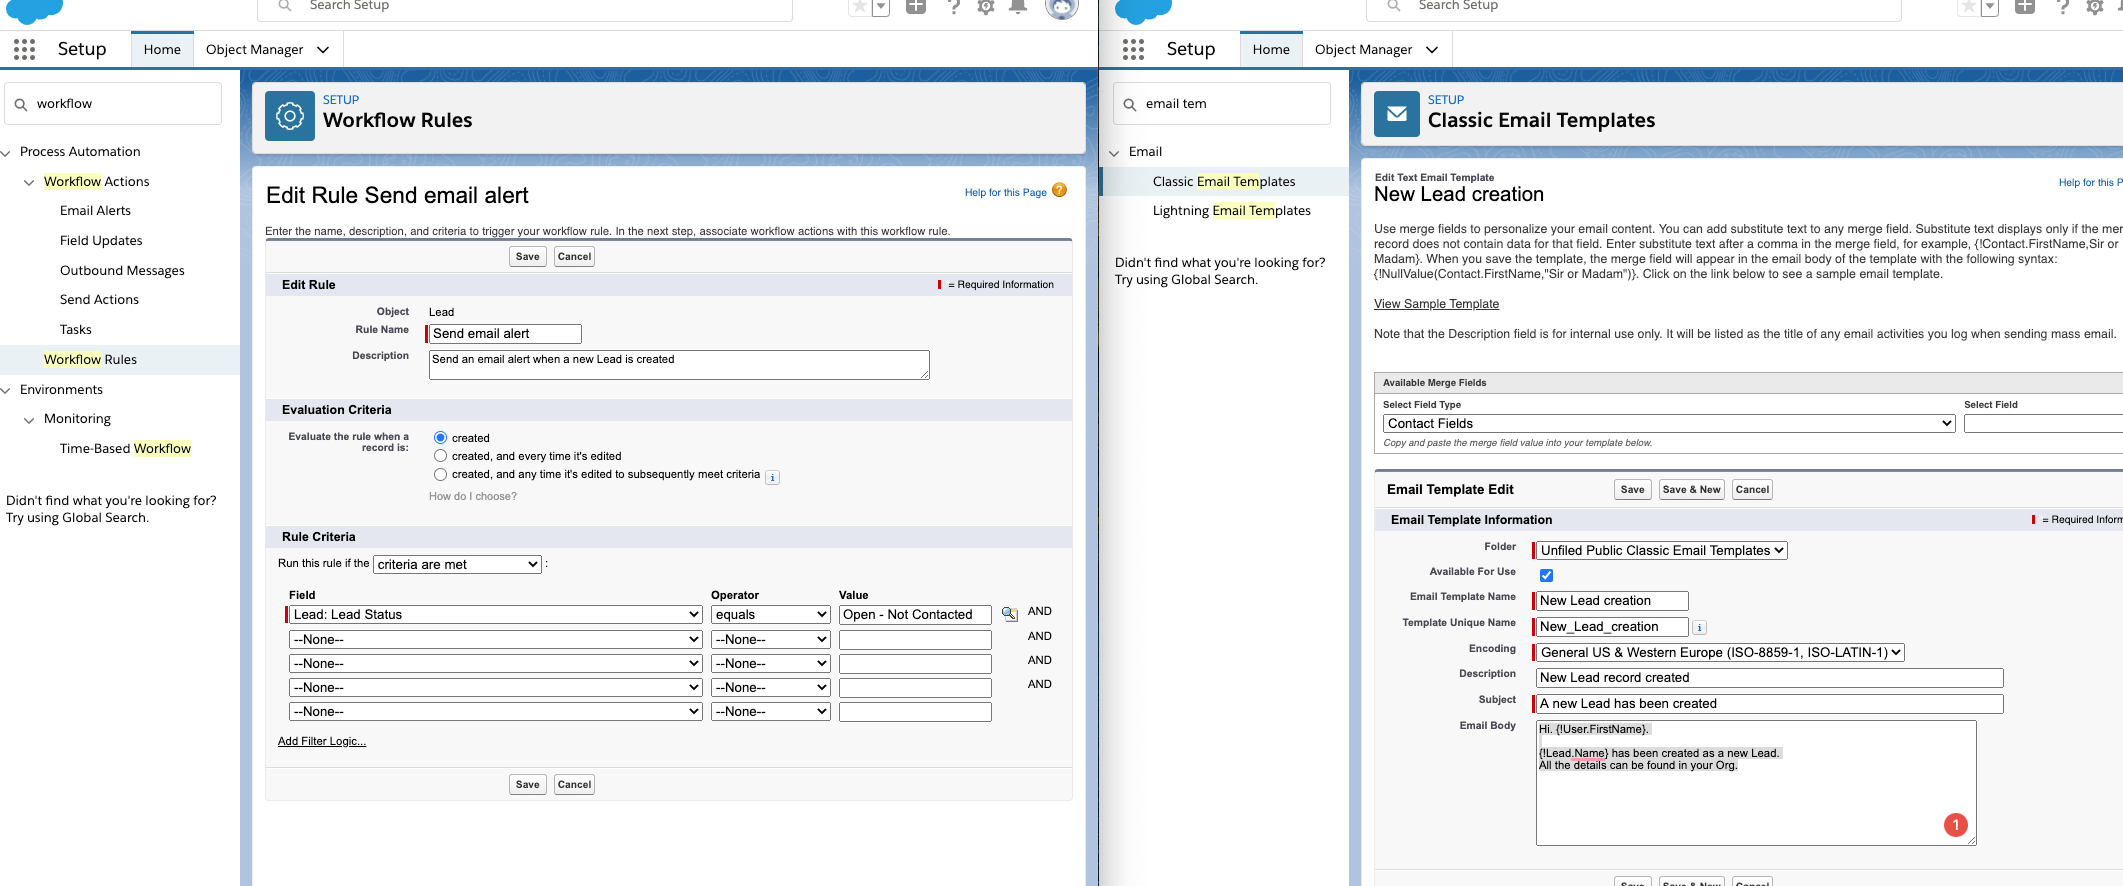 Search Setup
Setup
Home
Object Manager
workflow
Process Automation
Workflow Actions
Email Alerts
Field Updates
Outbound Messages
Send Actions
Tasks
Workflow Rules
Environments
Monitoring
Time-Based Workflow
Didn't find what you're looking for?
Try using Global Search.
SETUP
Workflow Rules
Edit Rule Send email alert
Help for this Page ?
Enter the name, description, and criteria to trigger your workflow rule. In the next step, associate workflow actions with this workflow rule.
Save Cancel
Edit Rule
= Required Information
Object Lead
Rule Name Send email alert
Description Send an email alert when a new Lead is created
Evaluation Criteria
Evaluate the rule when a
record is:
created
created, and every time it's edited
created, and any time it's edited to subsequently meet criteria i
How do I choose?
Rule Criteria
Run this rule if the criteria are met :
Field Operator Value
Lead: Lead Status equals Open - Not Contacted AND
--None-- --None-- AND
--None-- --None-- AND
--None-- --None-- AND
--None-- --None--
Add Filter Logic...
Save Cancel
Search Setup
Setup
Home
Object Manager
email tem
Email
Classic Email Templates
Lightning Email Templates
Didn't find what you're looking for?
Try using Global Search.
SETUP
Classic Email Templates
Edit Text Email Template
New Lead creation
Help for this P
Use merge fields to personalize your email content. You can add substitute text to any merge field. Substitute text displays only if the mer
record does not contain data for that field. Enter substitute text after a comma in the merge field, for example, {!Contact.FirstName,Sir or
Madam}. When you save the template, the merge field will appear in the email body of the template with the following syntax:
{!NullValue(Contact.FirstName,"Sir or Madam")}. Click on the link below to see a sample email template.
View Sample Template
Note that the Description field is for internal use only. It will be listed as the title of any email activities you log when sending mass email.
Available Merge Fields
Select Field Type Select Field
Contact Fields
Copy and paste the merge field value into your template below.
Email Template Edit
Save Save & New Cancel
Email Template Information
= Required Inform
Folder Unfiled Public Classic Email Templates
Available For Use
Email Template Name New Lead creation
Template Unique Name New_Lead_creation i
Encoding General US & Western Europe (ISO-8859-1, ISO-LATIN-1)
Description New Lead record created
Subject A new Lead has been created
Email Body
Hi. {!User.FirstName}.
{!Lead.Name} has been created as a new Lead.
All the details can be found in your Org.
1
Save Save & New Cancel